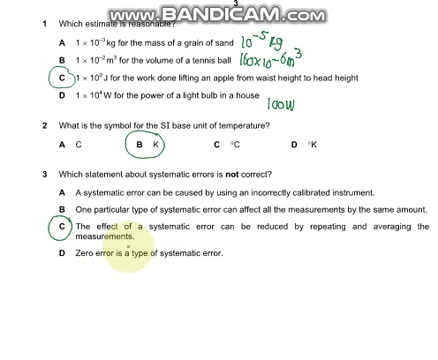 3
WWW.BANDICAM.COM
1 Which estimate is reasonable?
A 1 × 10⁻³ kg for the mass of a grain of sand 10⁻⁵ kg
B 1 × 10⁻² m³ for the volume of a tennis ball 160×10⁻⁶m³
C 1 × 10⁰ J for the work done lifting an apple from waist height to head height
D 1 × 10⁴ W for the power of a light bulb in a house
100W
2 What is the symbol for the SI base unit of temperature?
A C B K C °C D °K
3 Which statement about systematic errors is not correct?
A A systematic error can be caused by using an incorrectly calibrated instrument.
B One particular type of systematic error can affect all the measurements by the same amount.
C The effect of a systematic error can be reduced by repeating and averaging the
measurements.
D Zero error is a type of systematic error.